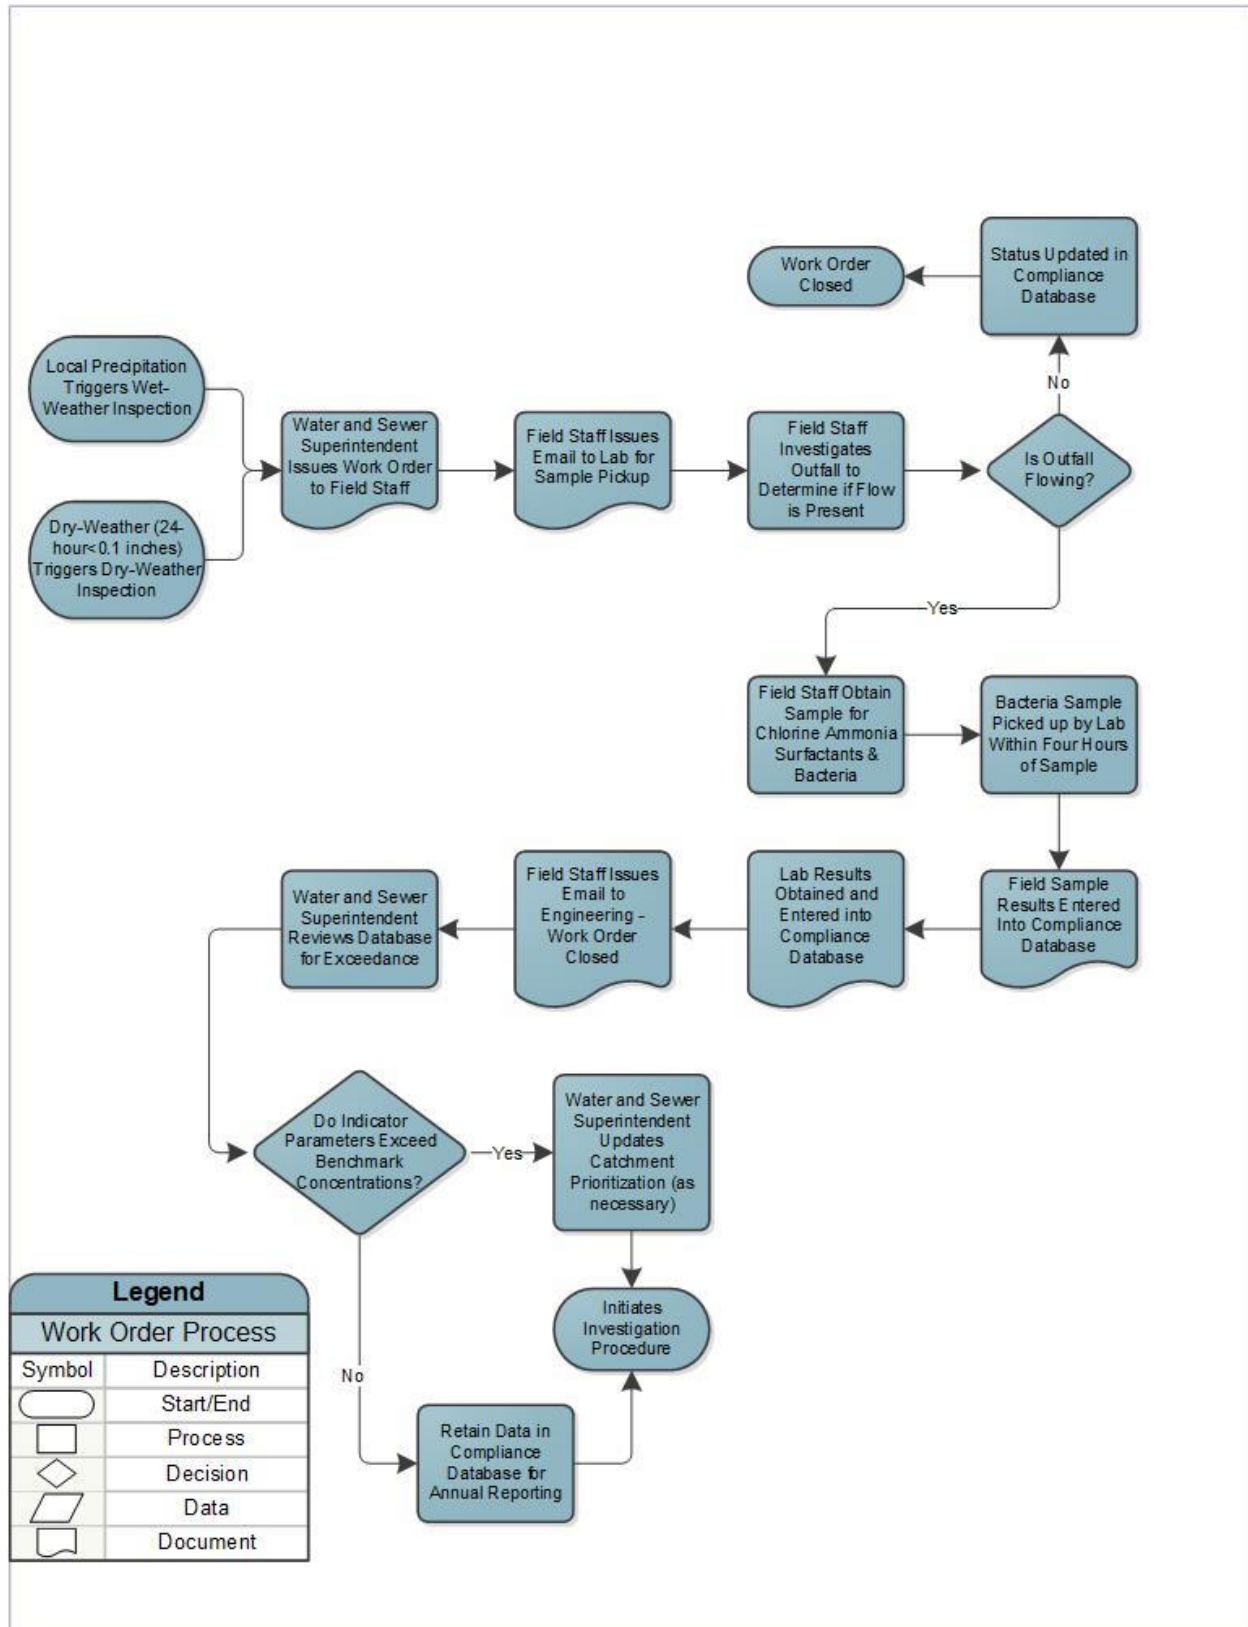 Status Updated in
Compliance
Database
Work Order
Closed
No
Local Precipitation
Triggers Wet-
Weather Inspection
Water and Sewer
Superintendent
Issues Work Order
to Field Staff
Field Staff Issues
Email to Lab for
Sample Pickup
Field Staff
Investigates
Outfall to
Determine if Flow
is Present
Is Outfall
Flowing?
Dry-Weather (24-
hour<0.1 inches)
Triggers Dry-Weather
Inspection
Yes
Field Staff Obtain
Sample for
Chlorine Ammonia
Surfactants &
Bacteria
Bacteria Sample
Picked up by Lab
Within Four Hours
of Sample
Field Sample
Results Entered
Into Compliance
Database
Lab Results
Obtained and
Entered into
Compliance
Database
Field Staff Issues
Email to
Engineering -
Work Order
Closed
Water and Sewer
Superintendent
Reviews Database
for Exceedance
Do Indicator
Parameters Exceed
Benchmark
Concentrations?
Yes
Water and Sewer
Superintendent
Updates
Catchment
Prioritization (as
necessary)
Initiates
Investigation
Procedure
No
Retain Data in
Compliance
Database for
Annual Reporting
Legend
Work Order Process
Symbol Description
Start/End
Process
Decision
Data
Document